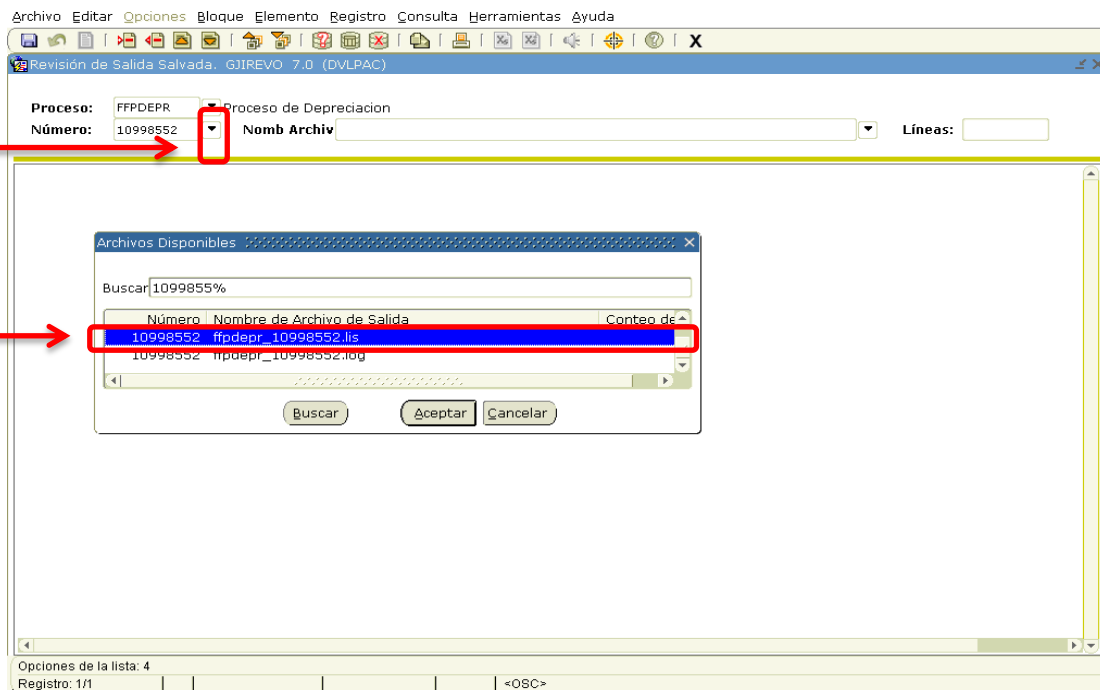 Archivo Editar Opciones Bloque Elemento Registro Consulta Herramientas Ayuda
X
Revisión de Salida Salvada. GJIREVO 7.0 (DVLPAC)
Proceso: FFPDEPR Proceso de Depreciacion
Número: 10998552 Nomb Archiv Líneas:
Archivos Disponibles
Buscar 1099855%
Número Nombre de Archivo de Salida Conteo de
10998552 ffpdepr_10998552.lis
10998552 ffpdepr_10998552.log
Buscar Aceptar Cancelar
Opciones de la lista: 4
Registro: 1/1 <OSC>